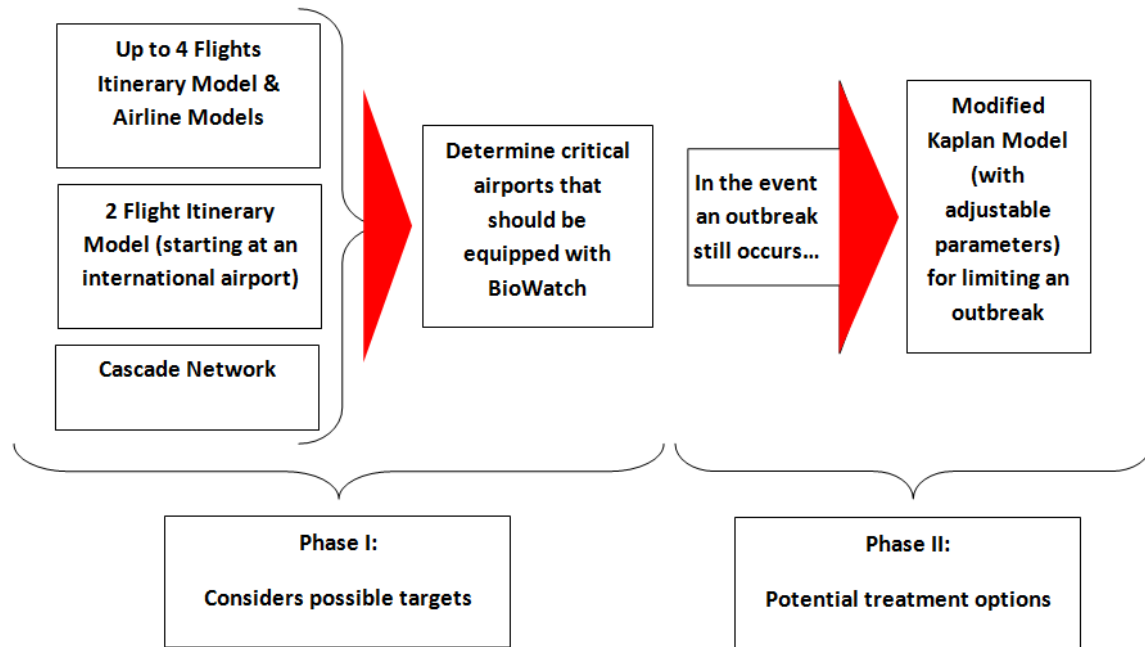 Up to 4 Flights
Itinerary Model &
Airline Models
2 Flight Itinerary
Model (starting at an
international airport)
Cascade Network
Determine critical
airports that
should be
equipped with
BioWatch
In the event
an outbreak
still occurs...
Modified
Kaplan Model
(with
adjustable
parameters)
for limiting an
outbreak
Phase I:
Considers possible targets
Phase II:
Potential treatment options